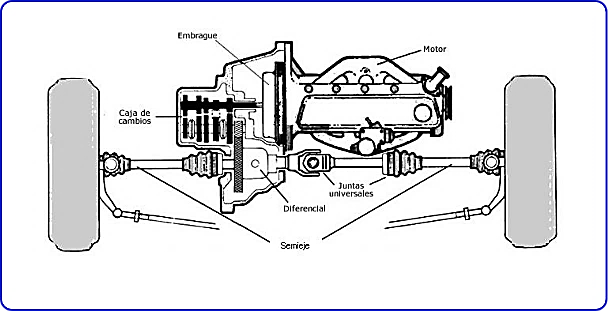 Embrague
Motor
Caja de
cambios
Juntas
universales
Diferencial
Semieje